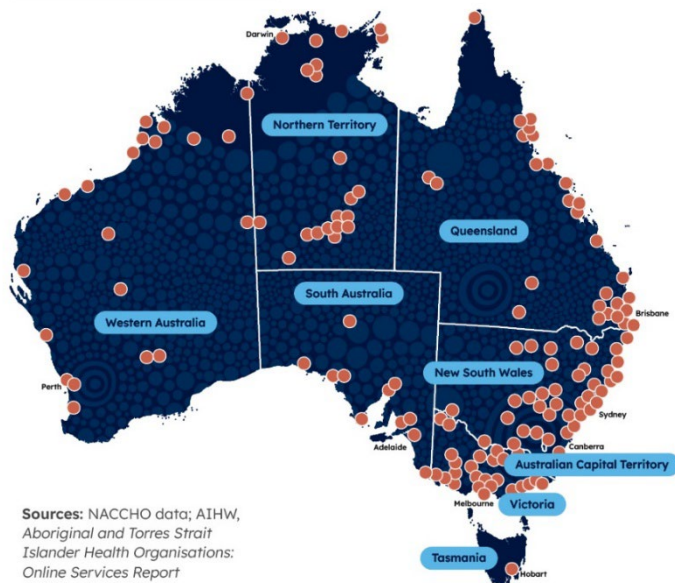 Darwin
Northern Territory
Queensland
South Australia
Western Australia
Brisbane
New South Wales
Perth
Sydney
Adelaide
Canberra
Australian Capital Territory
Melbourne
Victoria
Sources: NACCHO data; AIHW,
Aboriginal and Torres Strait
Islander Health Organisations:
Online Services Report
Tasmania
Hobart